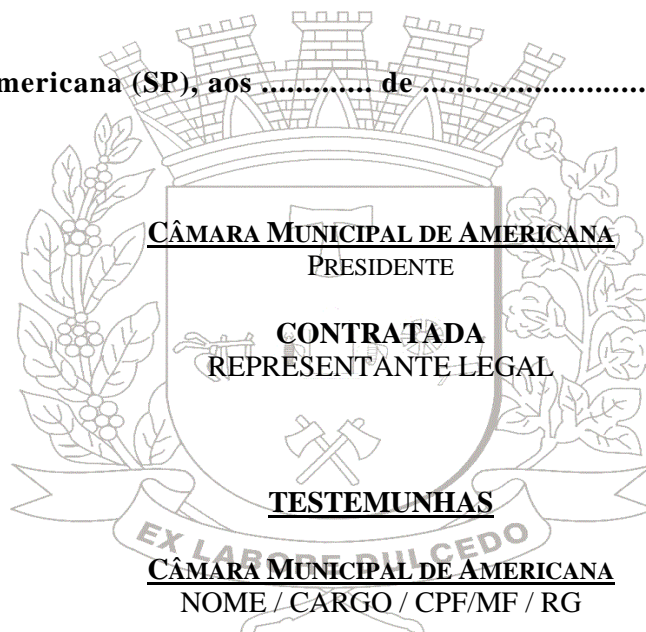 mericana (SP), aos ............. de ..........................
CÂMARA MUNICIPAL DE AMERICANA
PRESIDENTE
CONTRATADA
REPRESENTANTE LEGAL
TESTEMUNHAS
EX LABORE DULCEDO
CÂMARA MUNICIPAL DE AMERICANA
NOME / CARGO / CPF/MF / RG